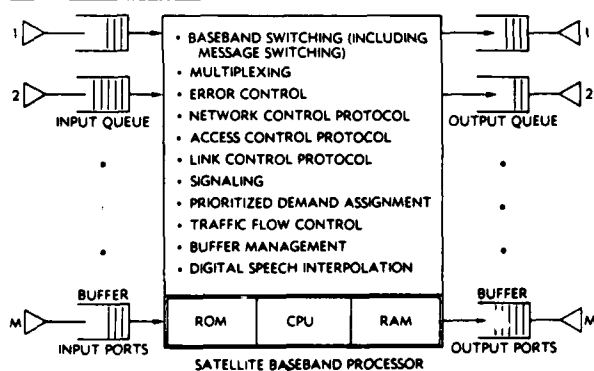 1
• BASEBAND SWITCHING (INCLUDING
MESSAGE SWITCHING)
1
• MULTIPLEXING
2
• ERROR CONTROL
2
INPUT QUEUE
• NETWORK CONTROL PROTOCOL
OUTPUT QUEUE
• ACCESS CONTROL PROTOCOL
• LINK CONTROL PROTOCOL
• SIGNALING
• PRIORITIZED DEMAND ASSIGNMENT
• TRAFFIC FLOW CONTROL
• BUFFER MANAGEMENT
• DIGITAL SPEECH INTERPOLATION
BUFFER
BUFFER
M
ROM
CPU
RAM
M
INPUT PORTS
OUTPUT PORTS
SATELLITE BASEBAND PROCESSOR